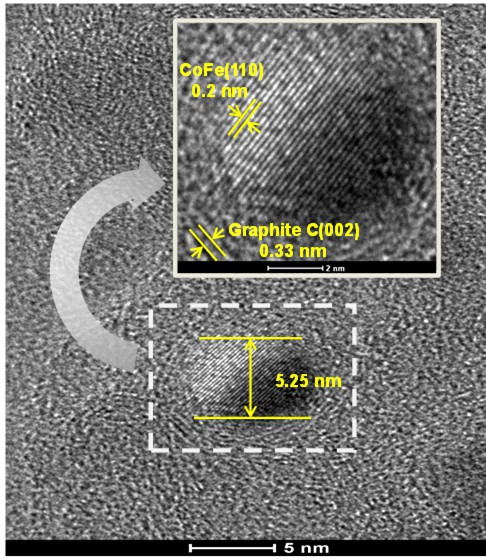 CoFe(110)
0.2 nm
Graphite C(002)
0.33 nm
2 nm
5.25 nm
5 nm